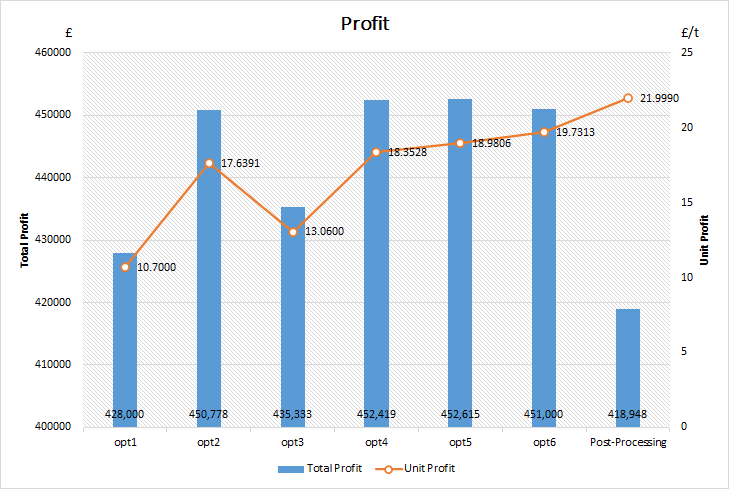 Profit
£ £/t
460000 25
450000 20
440000 15
430000 10
420000 5
410000 0
400000
Total Profit
Unit Profit
10.7000
17.6391
13.0600
18.3528
18.9806
19.7313
21.9990
428,000 450,778 435,333 452,419 452,615 451,000 418,948
opt1 opt2 opt3 opt4 opt5 opt6 Post-Processing
Total Profit Unit Profit